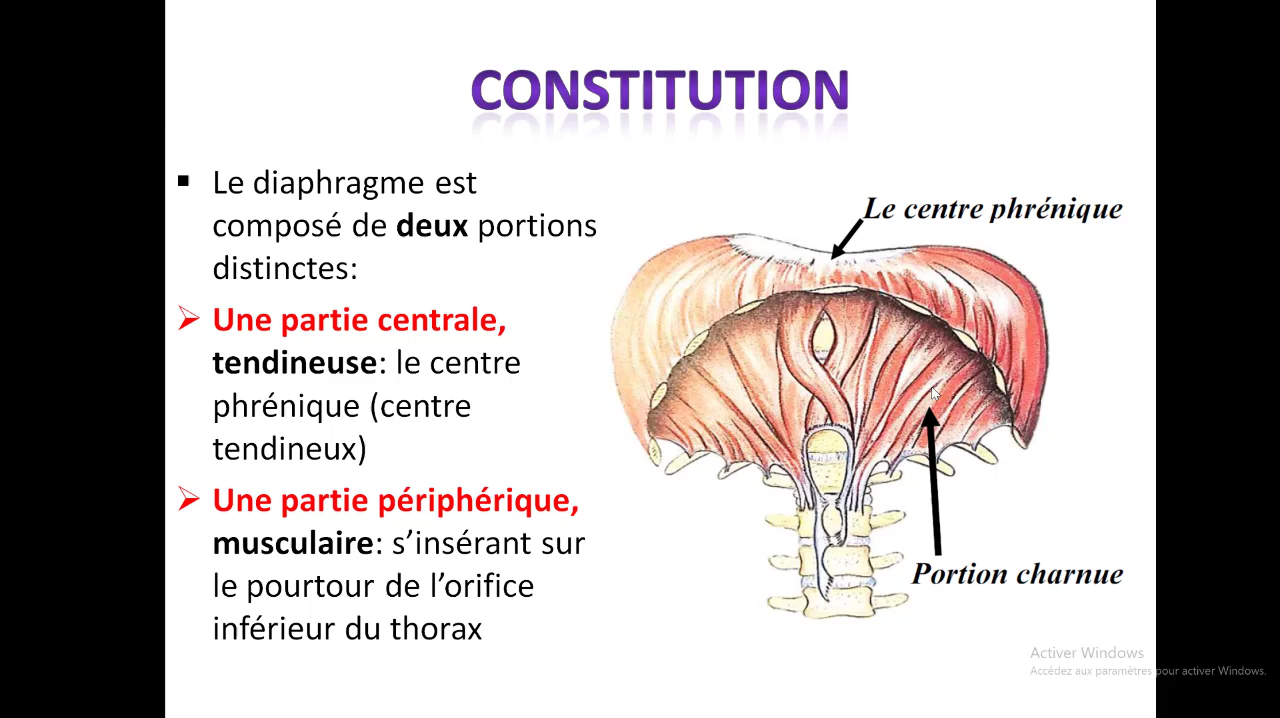 CONSTITUTION
▪ Le diaphragme est
composé de deux portions
distinctes:
➢ Une partie centrale,
tendineuse: le centre
phrénique (centre
tendineux)
➢ Une partie périphérique,
musculaire: s’insérant sur
le pourtour de l’orifice
inférieur du thorax
Le centre phrénique
Portion charnue
Activer Windows
Accédez aux paramètres pour activer Windows.